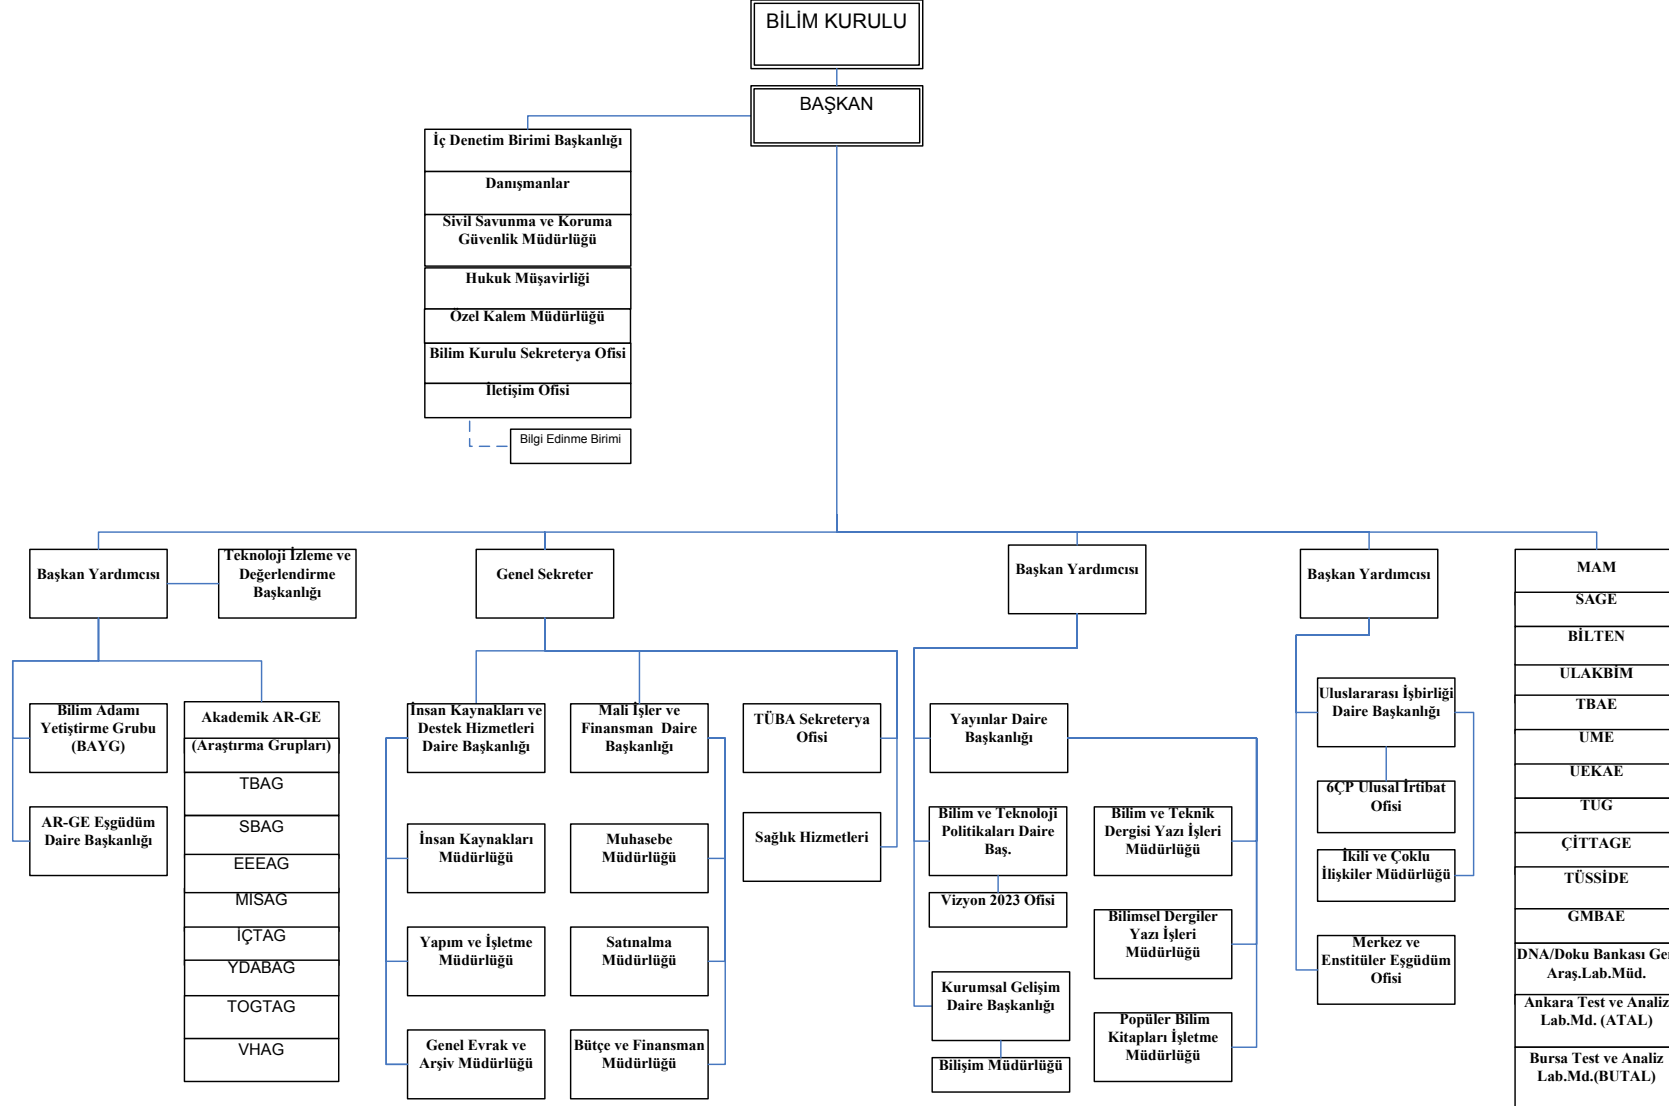 BİLİM KURULU
BAŞKAN
İç Denetim Birimi Başkanlığı
Danışmanlar
Sivil Savunma ve Koruma
Güvenlik Müdürlüğü
Hukuk Müşavirliği
Özel Kalem Müdürlüğü
Bilim Kurulu Sekreterya Ofisi
İletişim Ofisi
Bilgi Edinme Birimi
Başkan Yardımcısı
Teknoloji İzleme ve
Değerlendirme
Başkanlığı
Bilim Adamı
Yetiştirme Grubu
(BAYG)
AR-GE Eşgüdüm
Daire Başkanlığı
Akademik AR-GE
(Araştırma Grupları)
TBAG
SBAG
EEEAG
MISAG
İÇTAG
YDABAG
TOGTAG
VHAG
Genel Sekreter
İnsan Kaynakları ve
Destek Hizmetleri
Daire Başkanlığı
İnsan Kaynakları
Müdürlüğü
Yapım ve İşletme
Müdürlüğü
Genel Evrak ve
Arşiv Müdürlüğü
Mali İşler ve
Finansman Daire
Başkanlığı
Muhasebe
Müdürlüğü
Satınalma
Müdürlüğü
Bütçe ve Finansman
Müdürlüğü
TÜBA Sekreterya
Ofisi
Sağlık Hizmetleri
Başkan Yardımcısı
Yayınlar Daire
Başkanlığı
Bilim ve Teknoloji
Politikaları Daire
Baş.
Vizyon 2023 Ofisi
Kurumsal Gelişim
Daire Başkanlığı
Bilişim Müdürlüğü
Bilim ve Teknik
Dergisi Yazı İşleri
Müdürlüğü
Bilimsel Dergiler
Yazı İşleri
Müdürlüğü
Popüler Bilim
Kitapları İşletme
Müdürlüğü
Başkan Yardımcısı
Uluslararası İşbirliği
Daire Başkanlığı
6ÇP Ulusal İrtibat
Ofisi
İkili ve Çoklu
İlişkiler Müdürlüğü
Merkez ve
Enstitüler Eşgüdüm
Ofisi
MAM
SAGE
BİLTEN
ULAKBİM
TBAE
UME
UEKAE
TUG
ÇİTTAGE
TÜSSİDE
GMBAE
DNA/Doku Bankası Gen
Araş.Lab.Müd.
Ankara Test ve Analiz
Lab.Md. (ATAL)
Bursa Test ve Analiz
Lab.Md.(BUTAL)